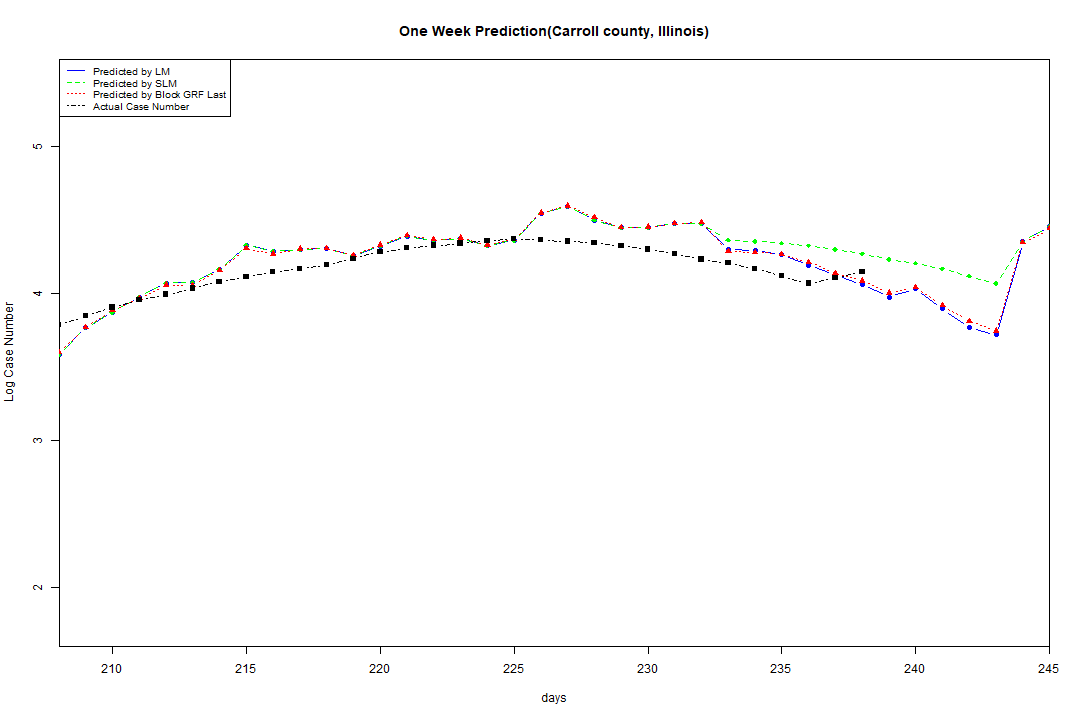 One Week Prediction(Carroll county, Illinois)
Predicted by LM
Predicted by SLM
Predicted by Block GRF Last
Actual Case Number
Log Case Number
5
4
3
2
210 215 220 225 230 235 240 245
days